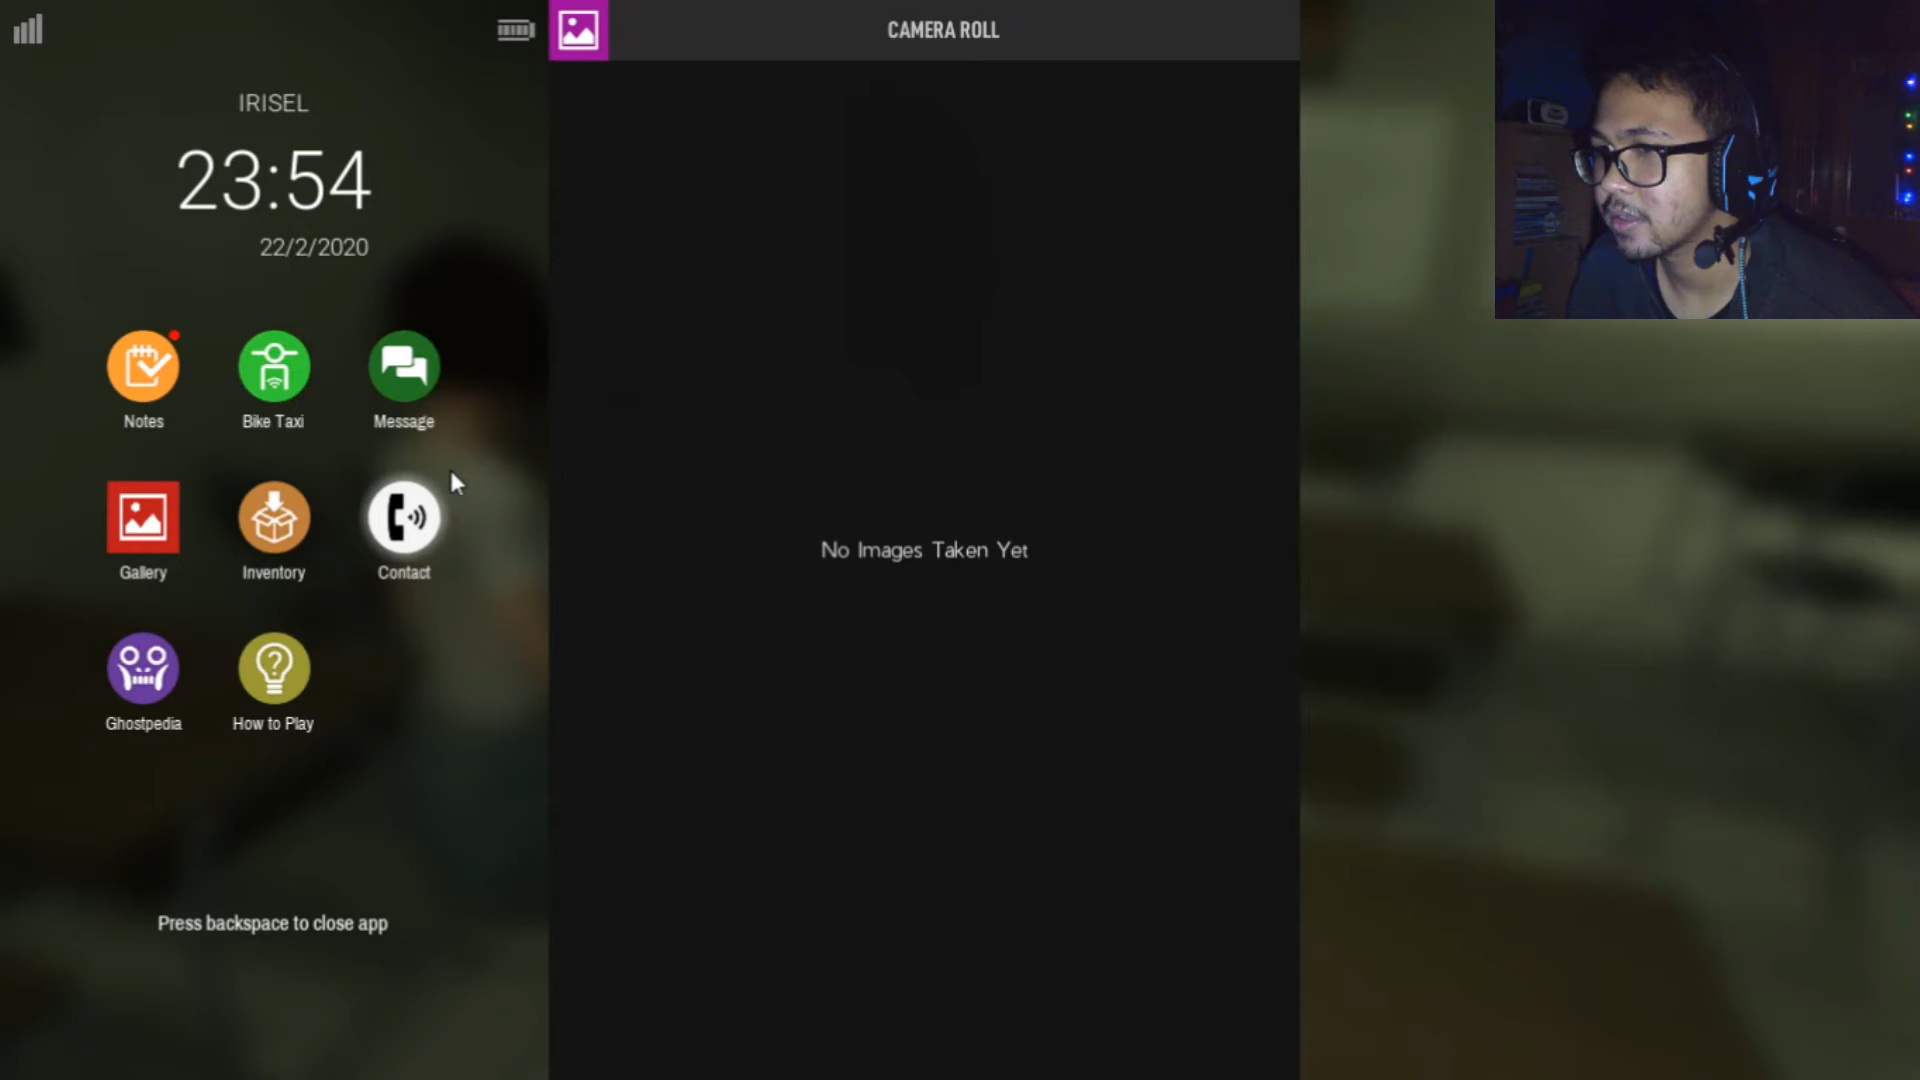 IRISEL
23:54
22/2/2020
Notes
Bike Taxi
Message
Gallery
Inventory
Contact
Ghostpedia
How to Play
Press backspace to close app
CAMERA ROLL
No Images Taken Yet